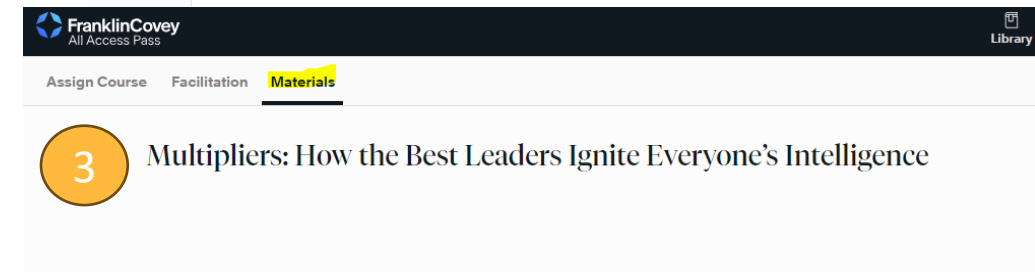 FranklinCovey
All Access Pass
Library
Assign Course Facilitation Materials
3
Multipliers: How the Best Leaders Ignite Everyone's Intelligence